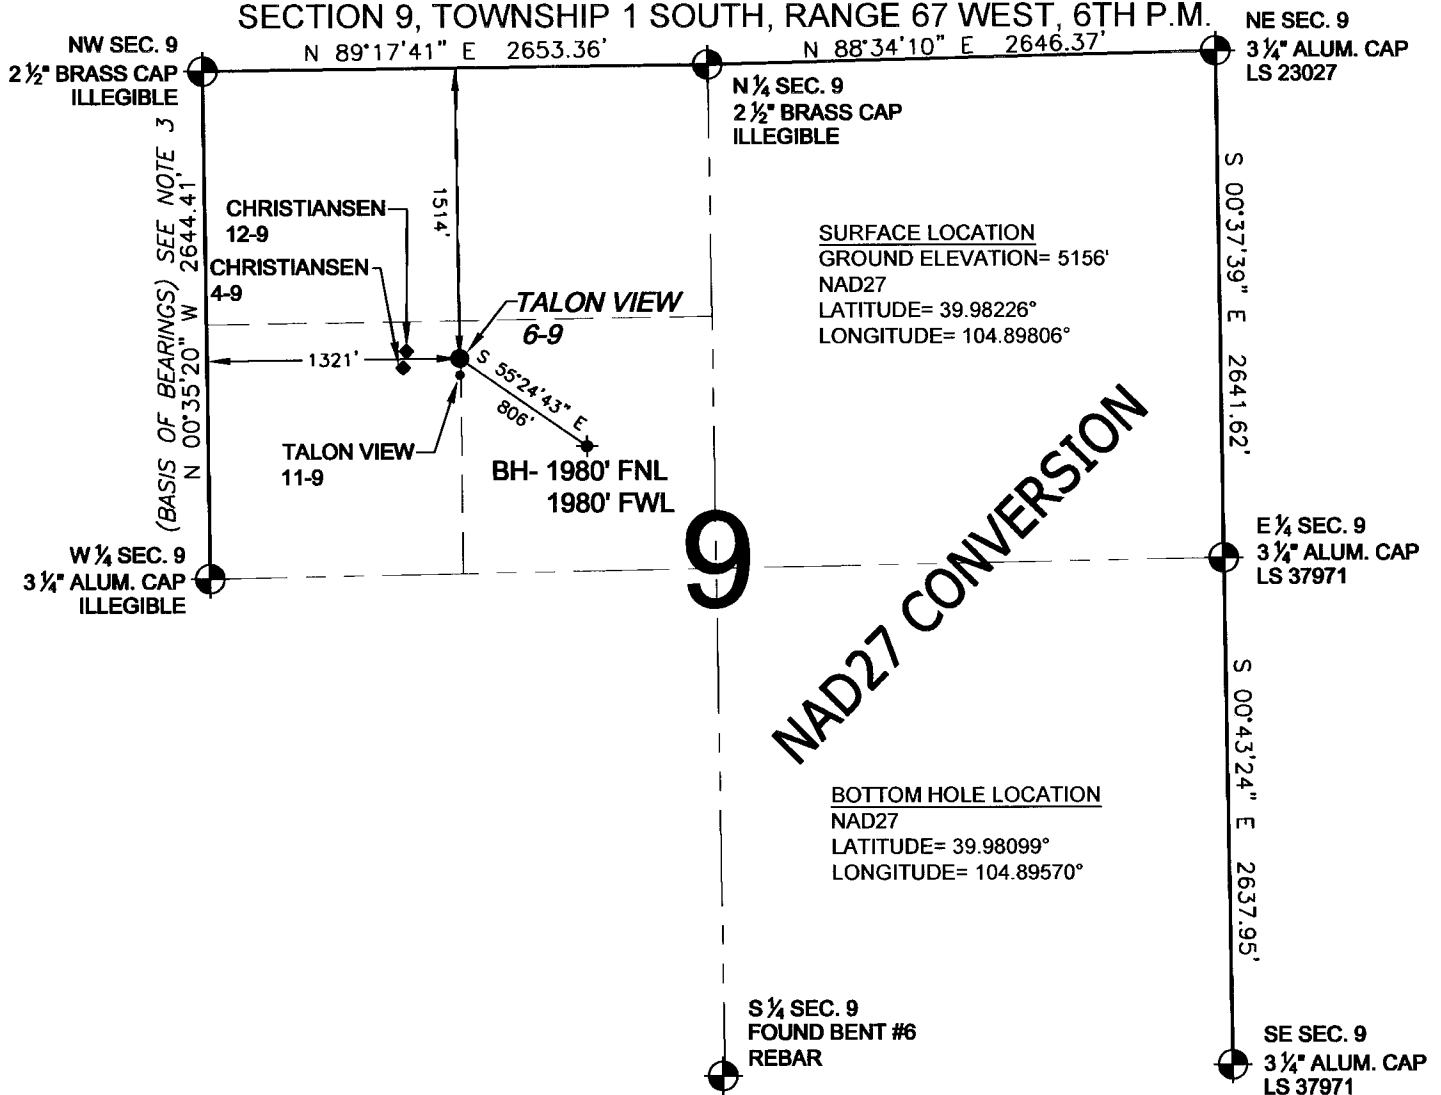 SECTION 9, TOWNSHIP 1 SOUTH, RANGE 67 WEST, 6TH P.M.
NW SEC. 9
2 ½" BRASS CAP
ILLEGIBLE
N 89°17'41" E 2653.36'
N 88°34'10" E 2646.37'
NE SEC. 9
3 ¼" ALUM. CAP
LS 23027
N ¼ SEC. 9
2 ½" BRASS CAP
ILLEGIBLE
(BASIS OF BEARINGS) SEE NOTE 3
N 00°35'20" W 2644.41'
1514'
S 00°37'39" E 2641.62'
CHRISTIANSEN
12-9
CHRISTIANSEN
4-9
SURFACE LOCATION
GROUND ELEVATION= 5156'
NAD27
LATITUDE= 39.98226°
LONGITUDE= 104.89806°
TALON VIEW
6-9
1321'
S 55°24'43" E
806'
TALON VIEW
11-9
BH- 1980' FNL
1980' FWL
NAD27 CONVERSION
9
W ¼ SEC. 9
3 ¼" ALUM. CAP
ILLEGIBLE
E ¼ SEC. 9
3 ¼" ALUM. CAP
LS 37971
S 00°43'24" E 2637.95'
BOTTOM HOLE LOCATION
NAD27
LATITUDE= 39.98099°
LONGITUDE= 104.89570°
S ¼ SEC. 9
FOUND BENT #6
REBAR
SE SEC. 9
3 ¼" ALUM. CAP
LS 37971